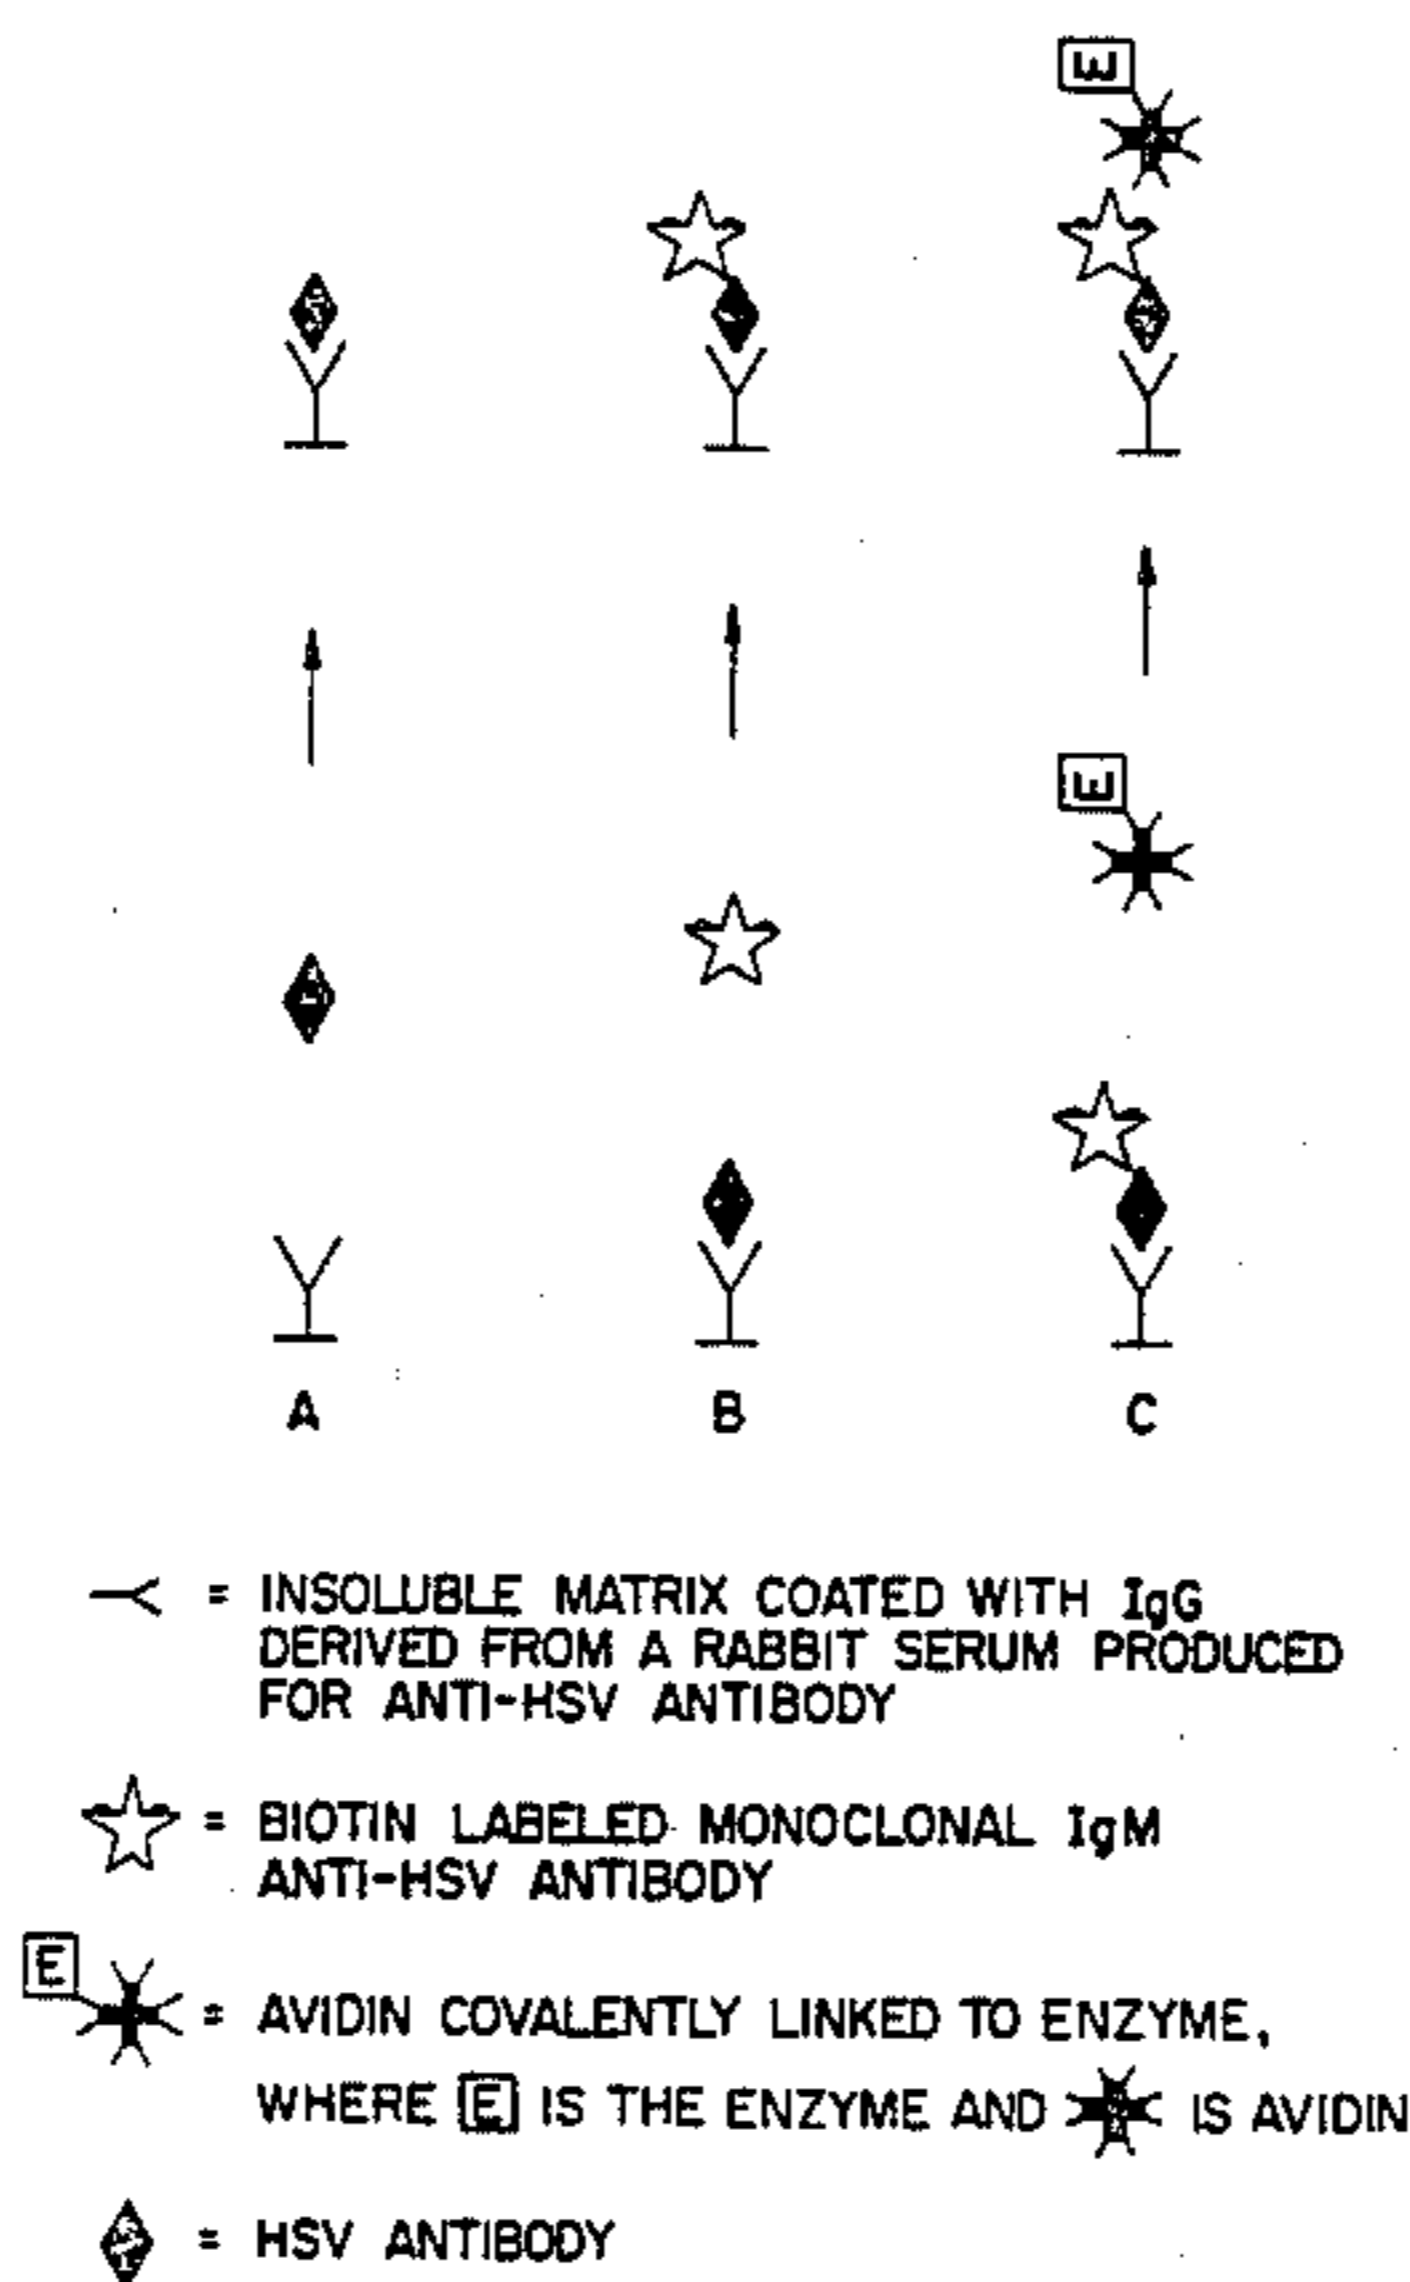 E
E
A B C
= INSOLUBLE MATRIX COATED WITH IgG
DERIVED FROM A RABBIT SERUM PRODUCED
FOR ANTI-HSV ANTIBODY
= BIOTIN LABELED MONOCLONAL IgM
ANTI-HSV ANTIBODY
E
= AVIDIN COVALENTLY LINKED TO ENZYME,
WHERE E IS THE ENZYME AND IS AVIDIN
= HSV ANTIBODY